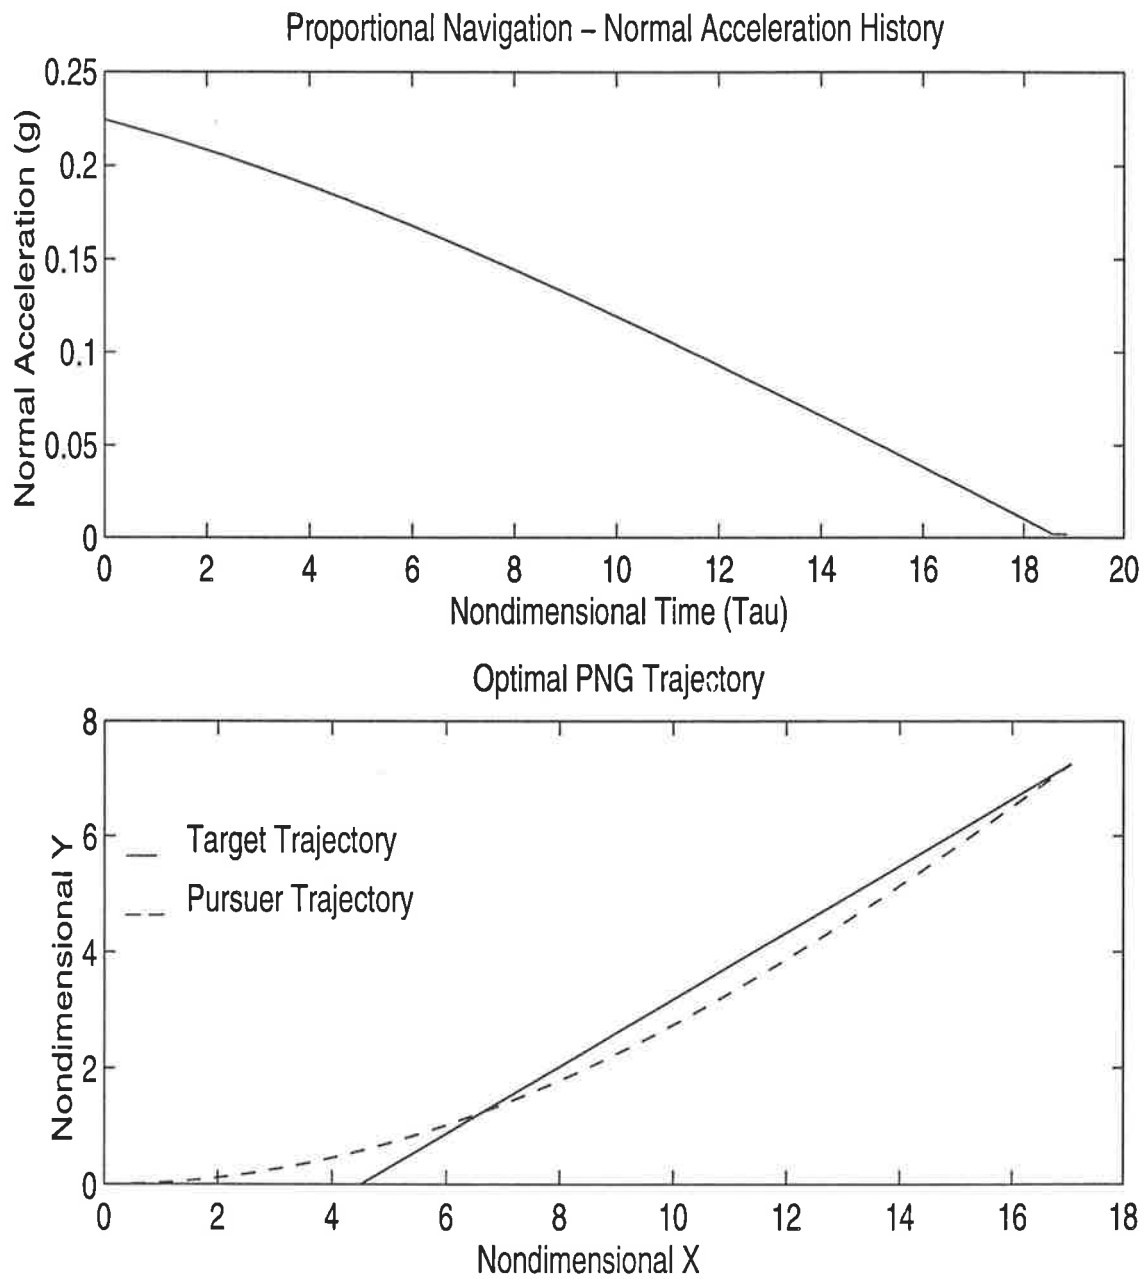 Proportional Navigation – Normal Acceleration History
Normal Acceleration (g)
0.25
0.2
0.15
0.1
0.05
0
0 2 4 6 8 10 12 14 16 18 20
Nondimensional Time (Tau)
Optimal PNG Trajectory
Nondimensional Y
8
6
4
2
0
Target Trajectory
Pursuer Trajectory
0 2 4 6 8 10 12 14 16 18
Nondimensional X